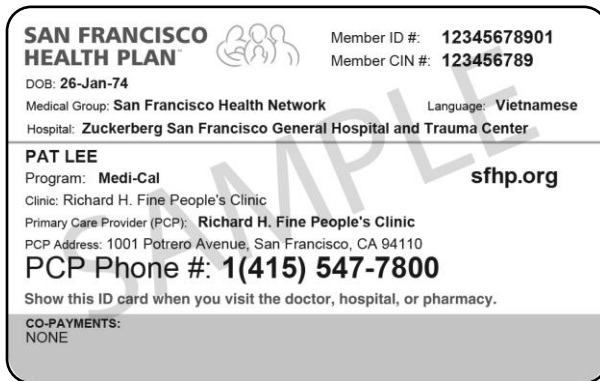 SAN FRANCISCO
HEALTH PLAN™
Member ID #: 12345678901
Member CIN #: 123456789
DOB: 26-Jan-74
Medical Group: San Francisco Health Network Language: Vietnamese
Hospital: Zuckerberg San Francisco General Hospital and Trauma Center
PAT LEE
Program: Medi-Cal sfhp.org
Clinic: Richard H. Fine People's Clinic
Primary Care Provider (PCP): Richard H. Fine People's Clinic
PCP Address: 1001 Potrero Avenue, San Francisco, CA 94110
PCP Phone #: 1(415) 547-7800
Show this ID card when you visit the doctor, hospital, or pharmacy.
CO-PAYMENTS:
NONE
SAMPLE